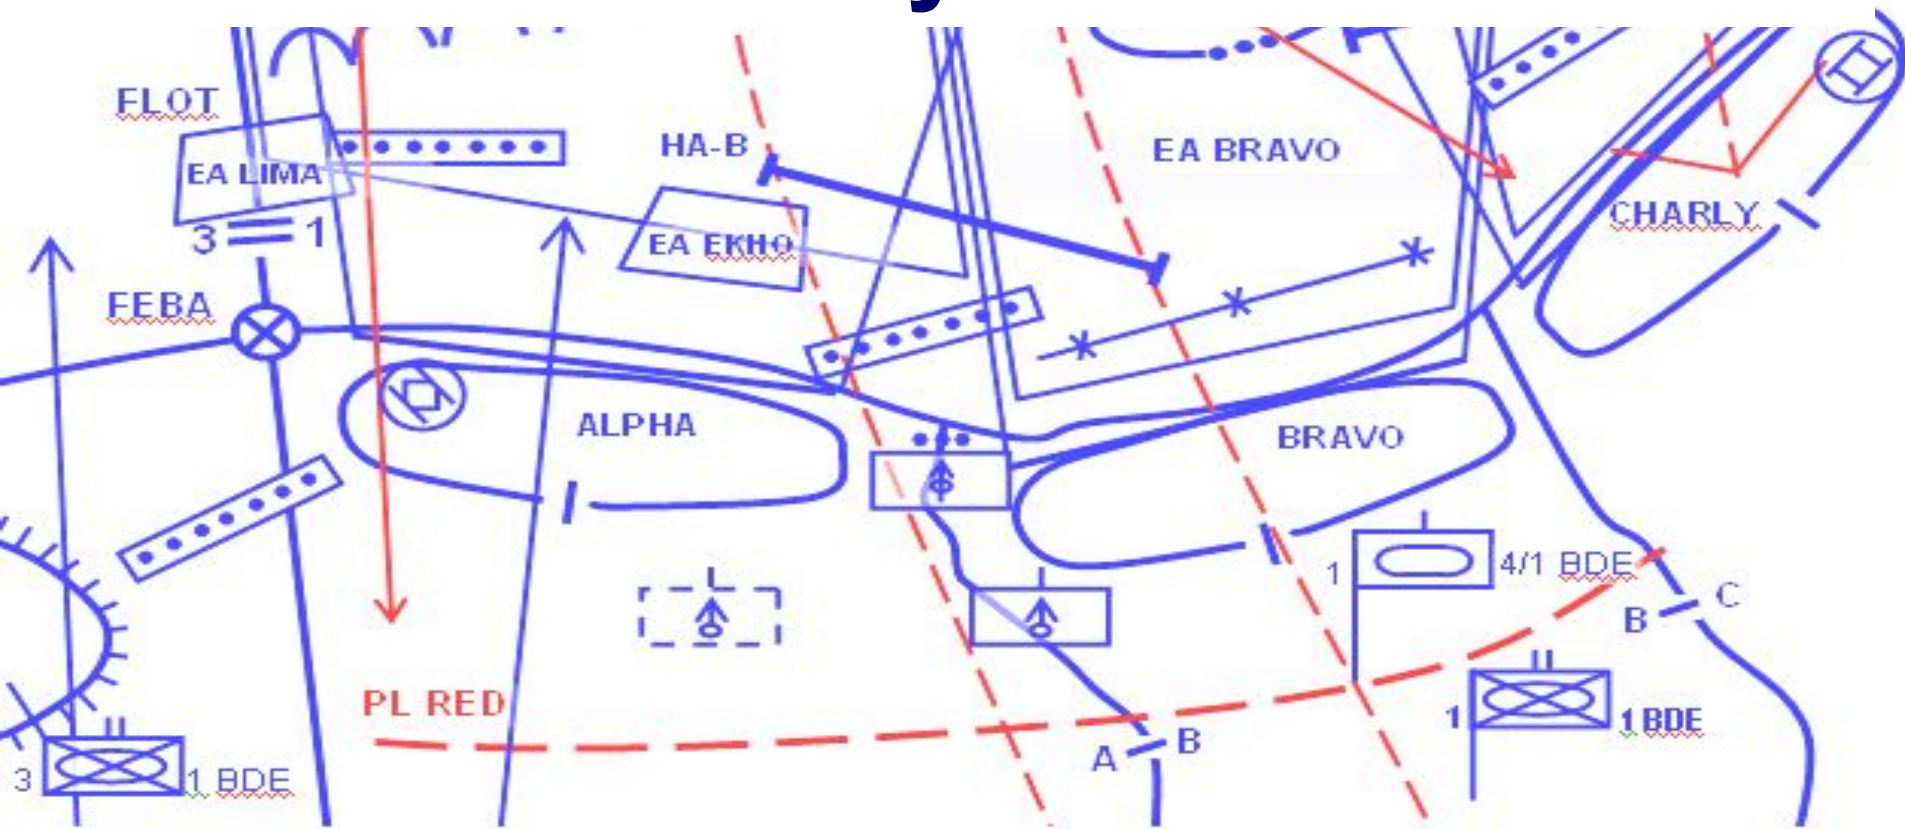 FLOT
HA-B
EA BRAVO
EA LIMA
CHARLY
3 1
EA EKHO
FEBA
ALPHA
BRAVO
1 4/1 BDE
B C
PL RED
1 1 BDE
A B
3 1 BDE